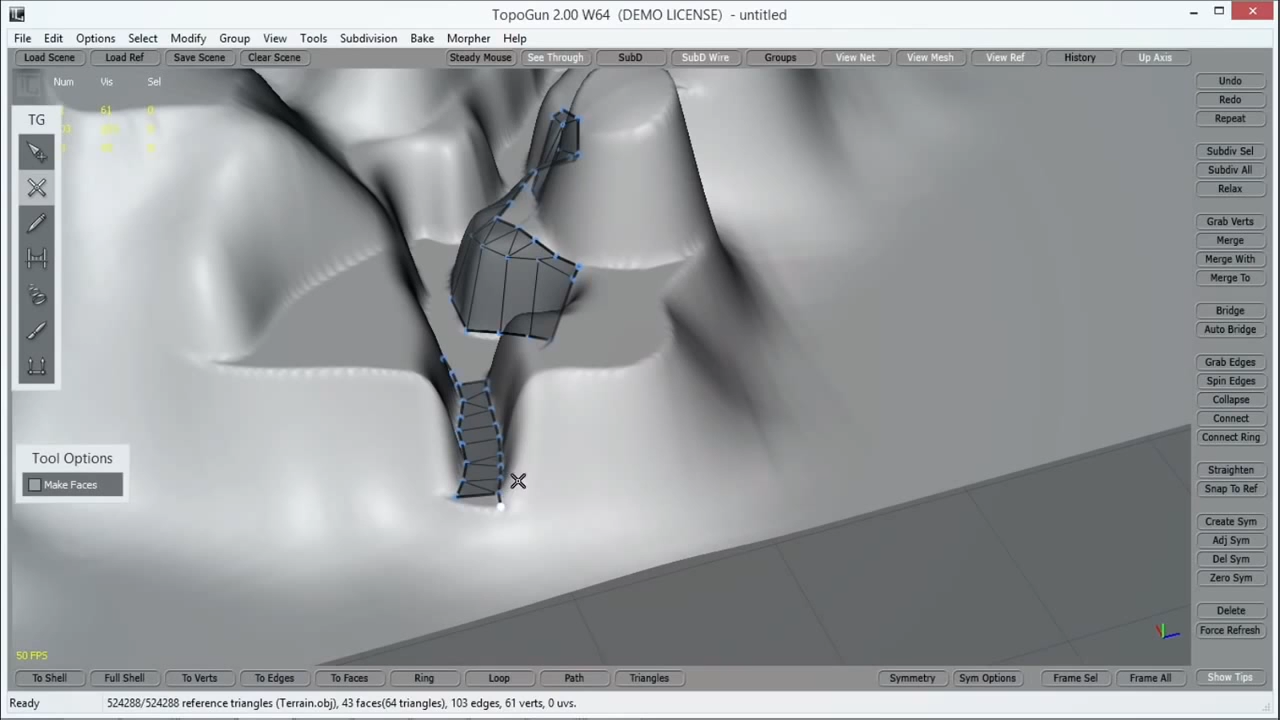 TopoGun 2.00 W64 (DEMO LICENSE) - untitled
File Edit Options Select Modify Group View Tools Subdivision Bake Morpher Help
Load Scene Load Ref Save Scene Clear Scene Steady Mouse See Through SubD SubD Wire Groups View Net View Mesh View Ref History Up Axis
Num Vis Sel
61 0
TG
Tool Options
Make Faces
50 FPS
Undo
Redo
Repeat
Subdiv Sel
Subdiv All
Relax
Grab Verts
Merge
Merge With
Merge To
Bridge
Auto Bridge
Grab Edges
Spin Edges
Collapse
Connect
Connect Ring
Straighten
Snap To Ref
Create Sym
Adj Sym
Del Sym
Zero Sym
Delete
Force Refresh
To Shell Full Shell To Verts To Edges To Faces Ring Loop Path Triangles Symmetry Sym Options Frame Sel Frame All Show Tips
Ready 524288/524288 reference triangles (Terrain.obj), 43 faces(64 triangles), 103 edges, 61 verts, 0 uvs.